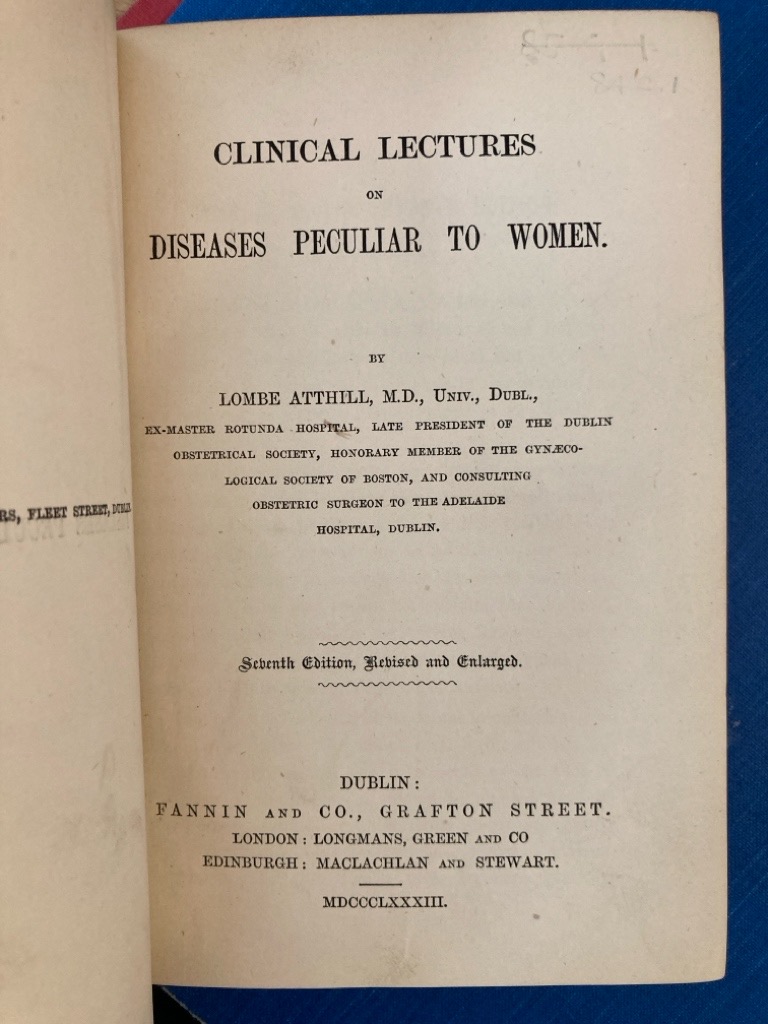 CLINICAL LECTURES
ON
DISEASES PECULIAR TO WOMEN.
BY
LOMBE ATTHILL, M.D., UNIV., DUBL.,
EX-MASTER ROTUNDA HOSPITAL, LATE PRESIDENT OF THE DUBLIN
OBSTETRICAL SOCIETY, HONORARY MEMBER OF THE GYNÆCO-
LOGICAL SOCIETY OF BOSTON, AND CONSULTING
OBSTETRIC SURGEON TO THE ADELAIDE
HOSPITAL, DUBLIN.
Seventh Edition, Revised and Enlarged.
DUBLIN:
FANNIN AND CO., GRAFTON STREET.
LONDON: LONGMANS, GREEN AND CO
EDINBURGH: MACLACHLAN AND STEWART.
MDCCCLXXXIII.
RS, FLEET STREET, DUBLIN